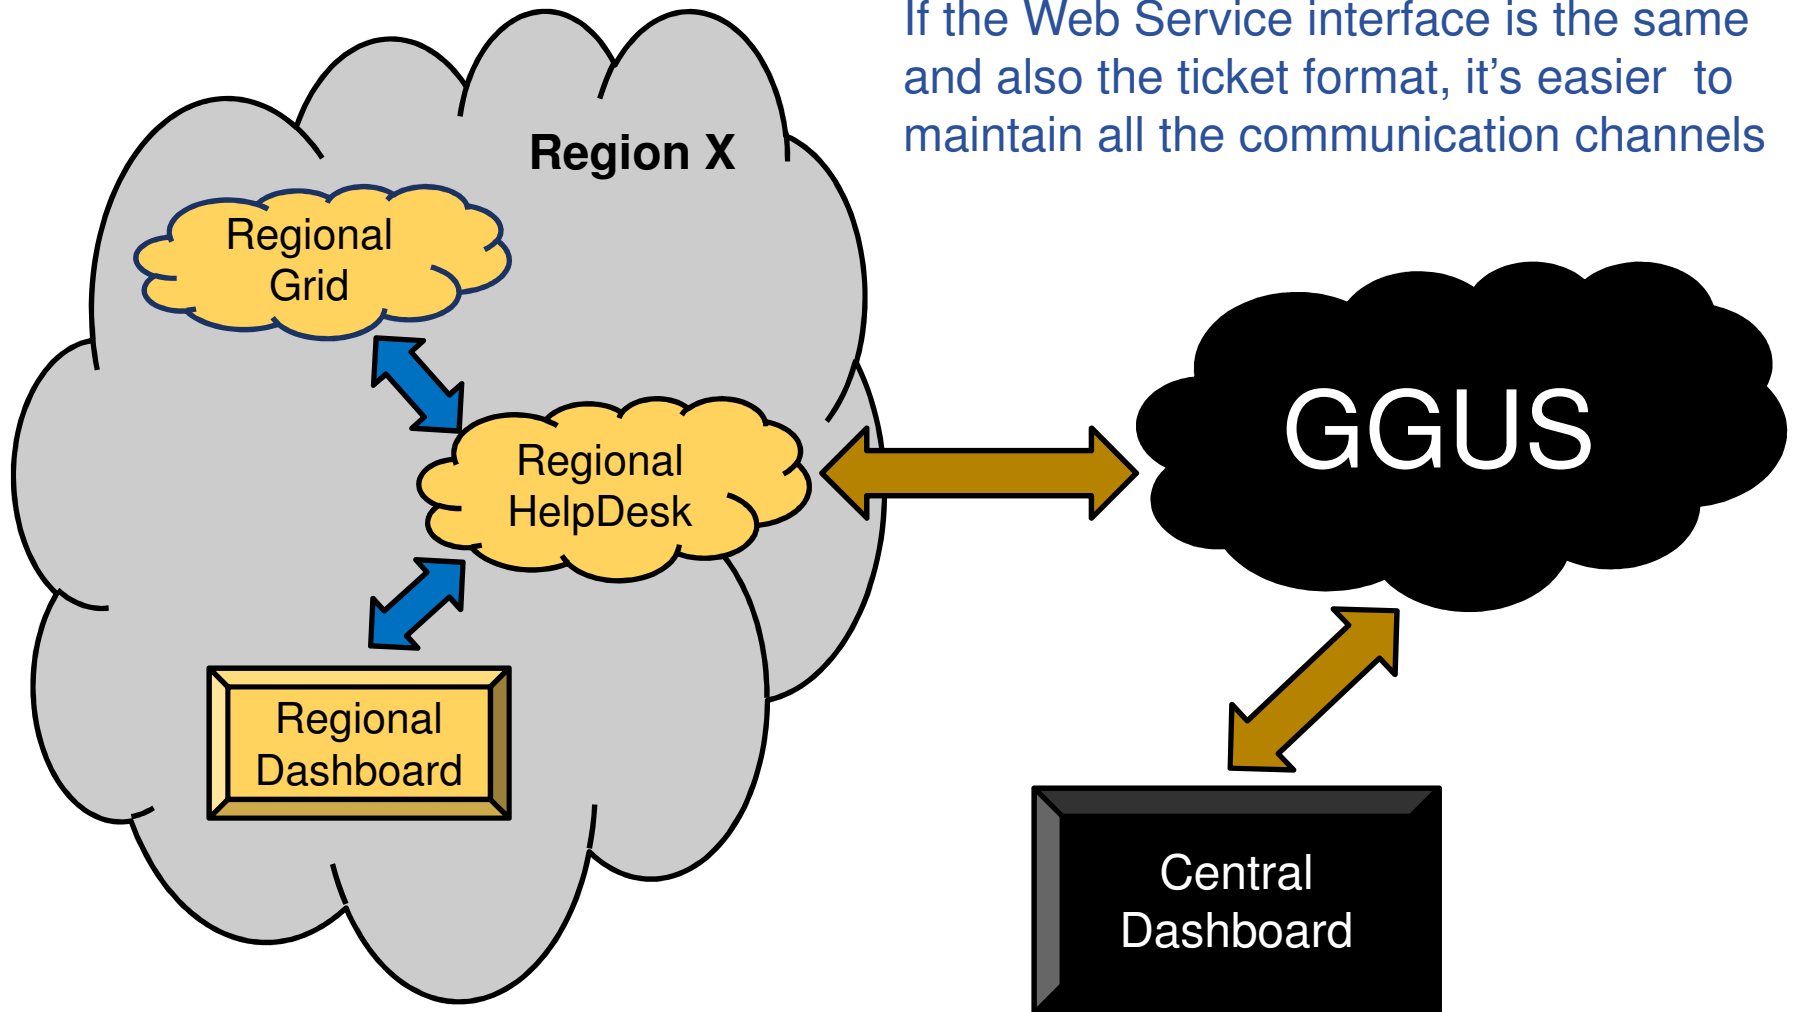 If the Web Service interface is the same
and also the ticket format, it’s easier  to
maintain all the communication channels
Region X
Regional
Grid
Regional
HelpDesk
GGUS
Regional
Dashboard
Central
Dashboard